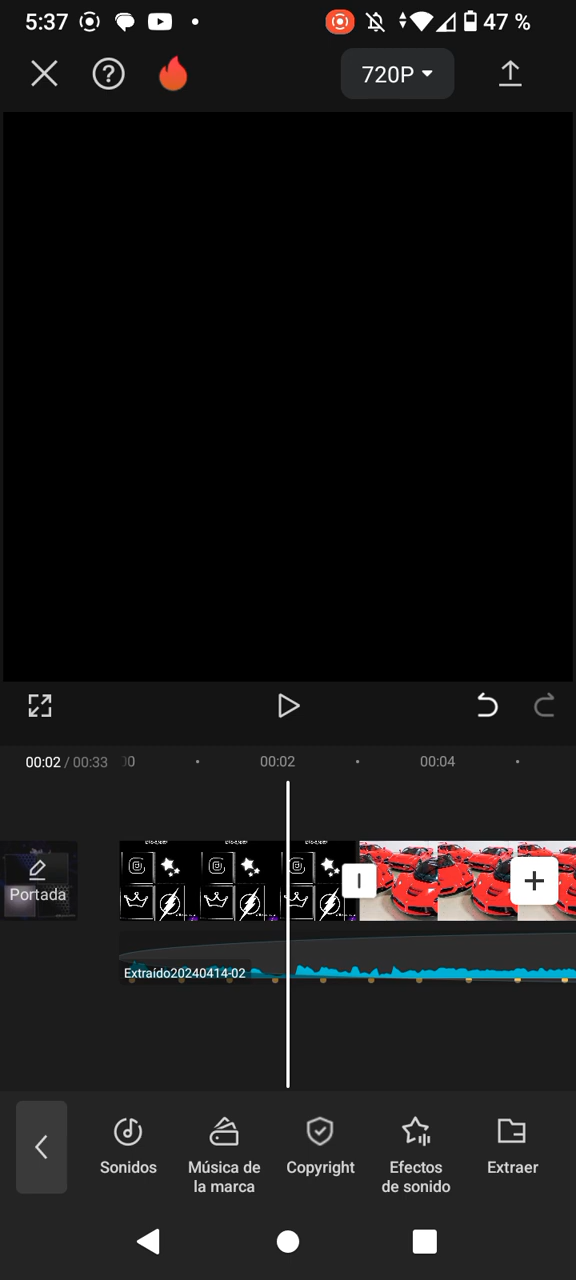 5:37
47 %
720P
00:02 / 00:33
00:02
00:04
Portada
Extraído20240414-02
Sonidos
Música de
la marca
Copyright
Efectos
de sonido
Extraer